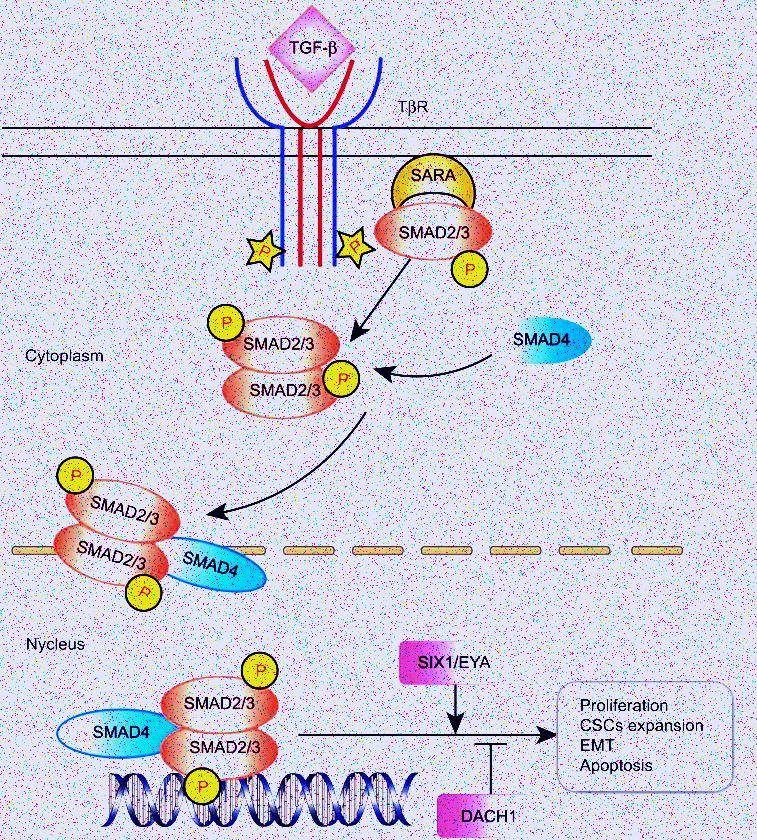 TGF-β
TβR
SARA
SMAD2/3
P
P
P
P
SMAD2/3
SMAD4
Cytoplasm
SMAD2/3
P
P
SMAD2/3
SMAD2/3
SMAD4
P
Nycleus
P
SIX1/EYA
SMAD2/3
Proliferation
SMAD4
CSCs expansion
SMAD2/3
EMT
Apoptosis
P
DACH1